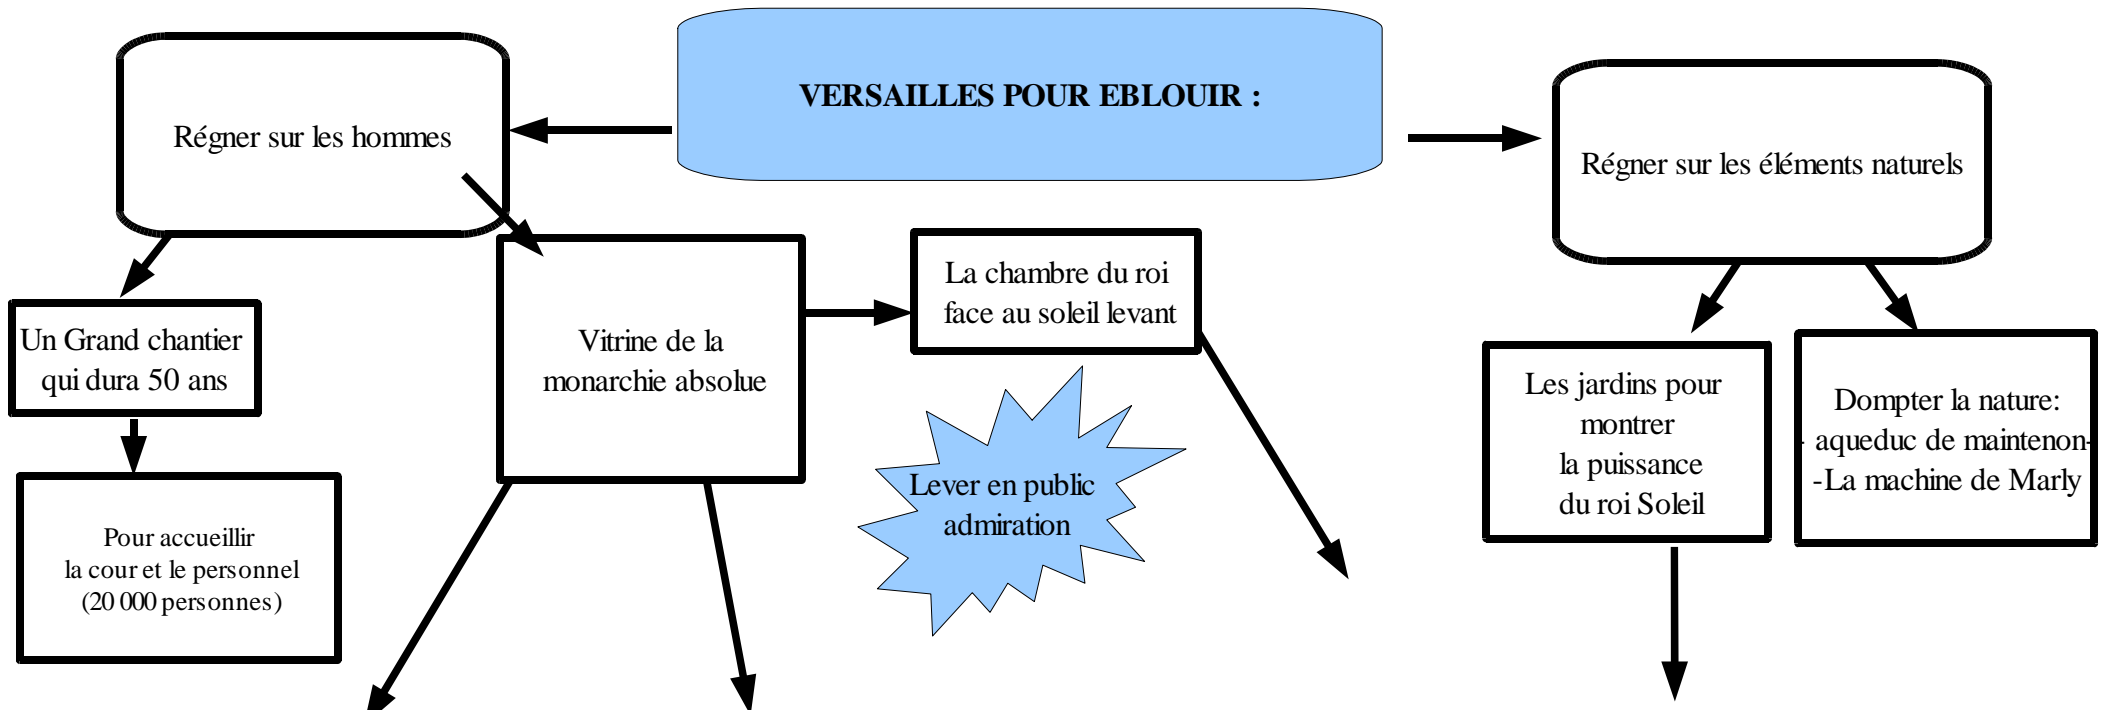 VERSAILLES POUR EBLOUIR :
Régner sur les hommes
Régner sur les éléments naturels
Un Grand chantier
qui dura 50 ans
Pour accueillir
la cour et le personnel
(20 000 personnes)
Vitrine de la
monarchie absolue
La chambre du roi
face au soleil levant
Lever en public
admiration
Les jardins pour
montrer
la puissance
du roi Soleil
Dompter la nature:
- aqueduc de maintenon-
-La machine de Marly